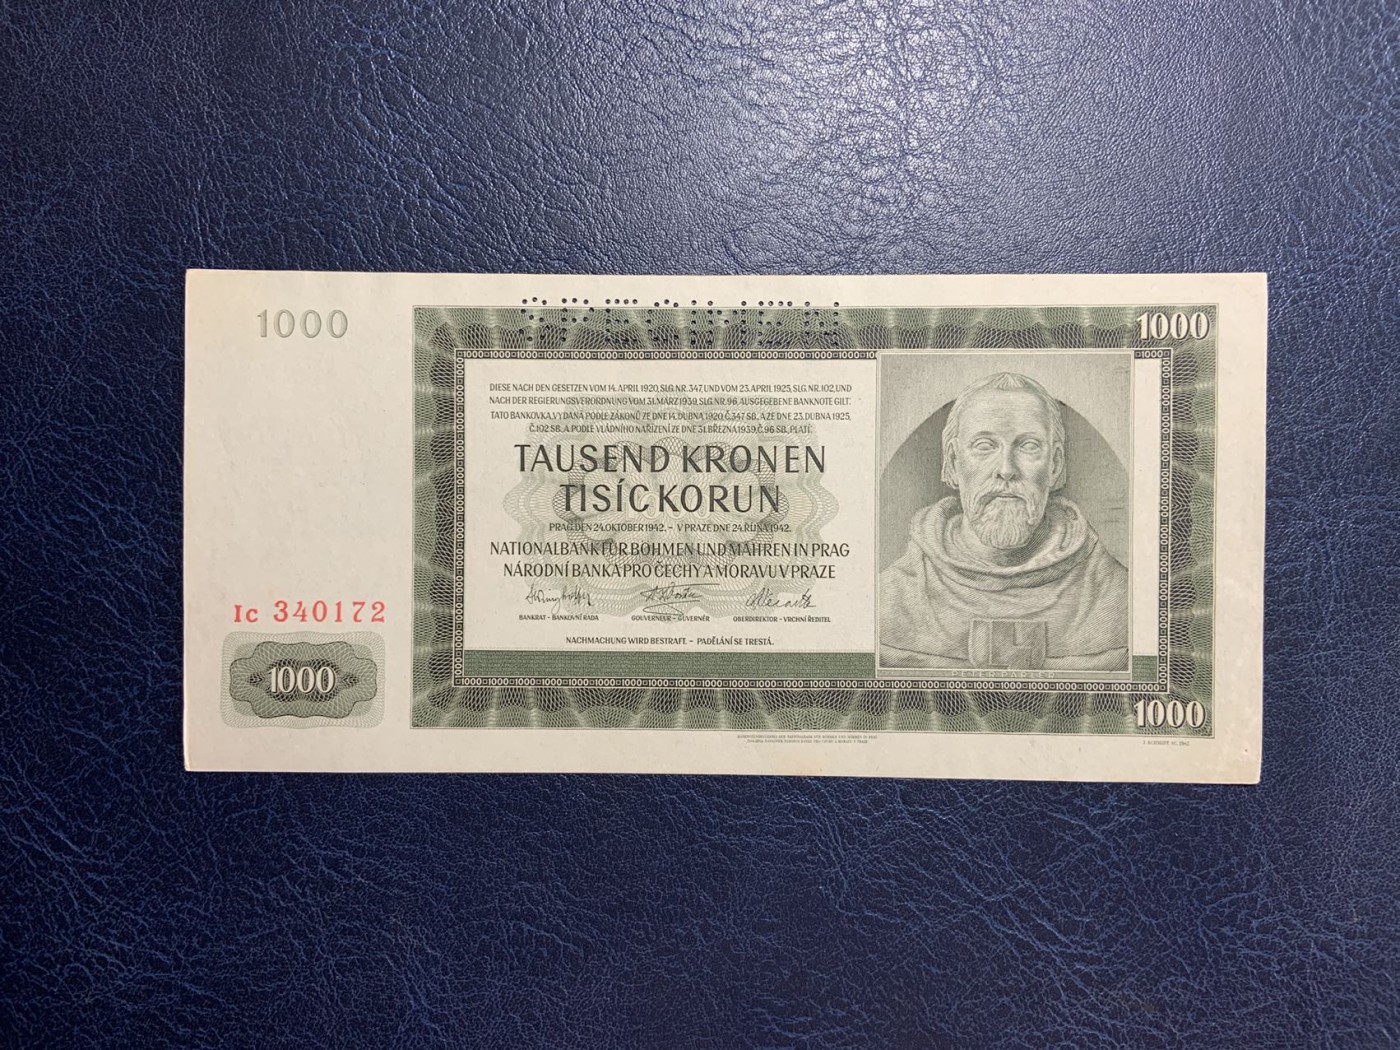 SPECIMEN
1000
1000
DIESE NACH DEN GESETZEN VOM 14. APRIL 1920, SLG. NR. 347, UND VOM 23. APRIL 1925, SLG. NR. 102, UND
NACH DER REGIERUNGSVERORDNUNG VOM 31. MÄRZ 1939, SLG. NR. 96, AUSGEGEBENE BANKNOTE GILT.
TATO BANKOVKA, VYDANÁ PODLE ZÁKONŮ ZE DNE 14. DUBNA 1920, Č. 347 SB., A ZE DNE 23. DUBNA 1925,
Č. 102 SB., A PODLE VLÁDNÍHO NAŘÍZENÍ ZE DNE 31. BŘEZNA 1939, Č. 96 SB., PLATÍ.
TAUSEND KRONEN
TISÍC KORUN
PRAG, DEN 24. OKTOBER 1942. – V PRAZE DNE 24. ŘÍJNA 1942.
NATIONALBANK FÜR BÖHMEN UND MÄHREN IN PRAG
NÁRODNÍ BANKA PRO ČECHY A MORAVU V PRAZE
BANKRAT – BANKOVNÍ RADA
GOUVERNEUR – GUVERNÉR
OBERDIREKTOR – VRCHNÍ ŘEDITEL
NACHMACHUNG WIRD BESTRAFT. – PADĚLÁNÍ SE TRESTÁ.
Ic 340172
1000
PETER PARLER
1000